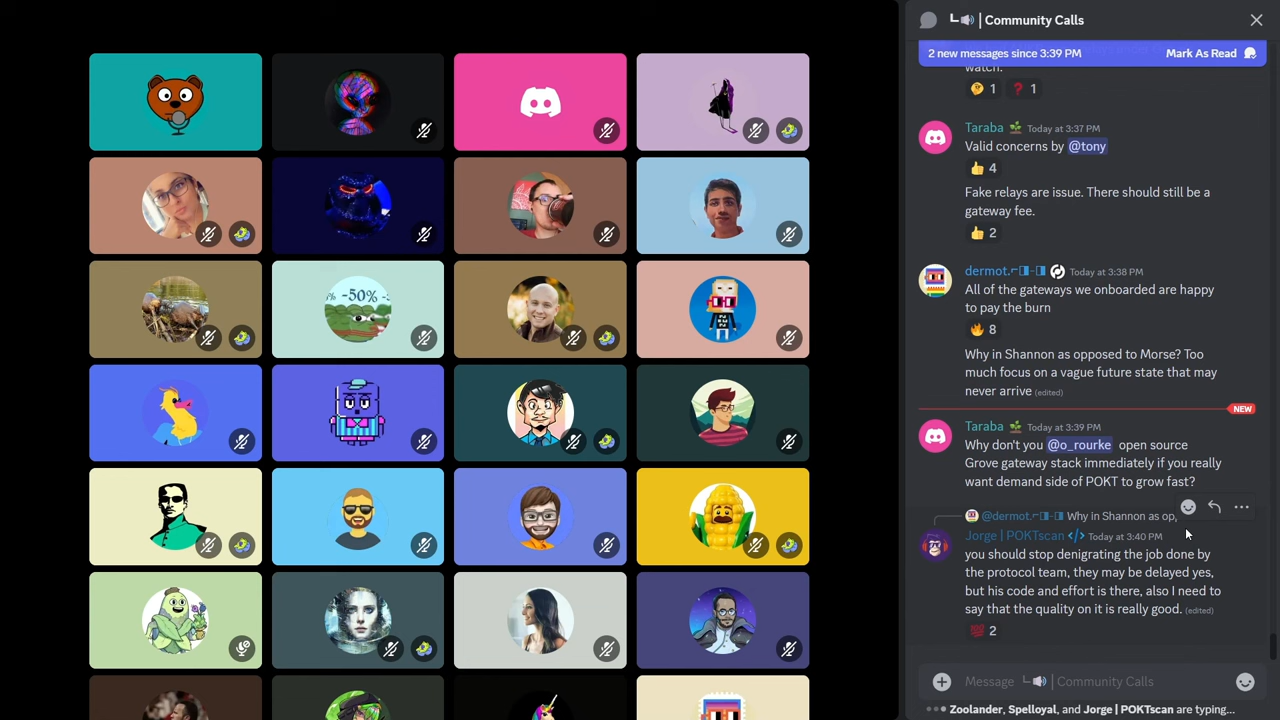 Community Calls
2 new messages since 3:39 PM Mark As Read
watch.
1 1
Taraba Today at 3:37 PM
Valid concerns by @tony
4
Fake relays are issue. There should still be a
gateway fee.
2
dermot. Today at 3:38 PM
All of the gateways we onboarded are happy
to pay the burn
8
Why in Shannon as opposed to Morse? Too
much focus on a vague future state that may
never arrive (edited)
NEW
Taraba Today at 3:39 PM
Why don't you @o_rourke open source
Grove gateway stack immediately if you really
want demand side of POKT to grow fast?
@dermot. Why in Shannon as op
Jorge | POKTscan </> Today at 3:40 PM
you should stop denigrating the job done by
the protocol team, they may be delayed yes,
but his code and effort is there, also I need to
say that the quality on it is really good. (edited)
2
Message Community Calls
Zoolander, Spelloyal, and Jorge | POKTscan are typing...
-50%